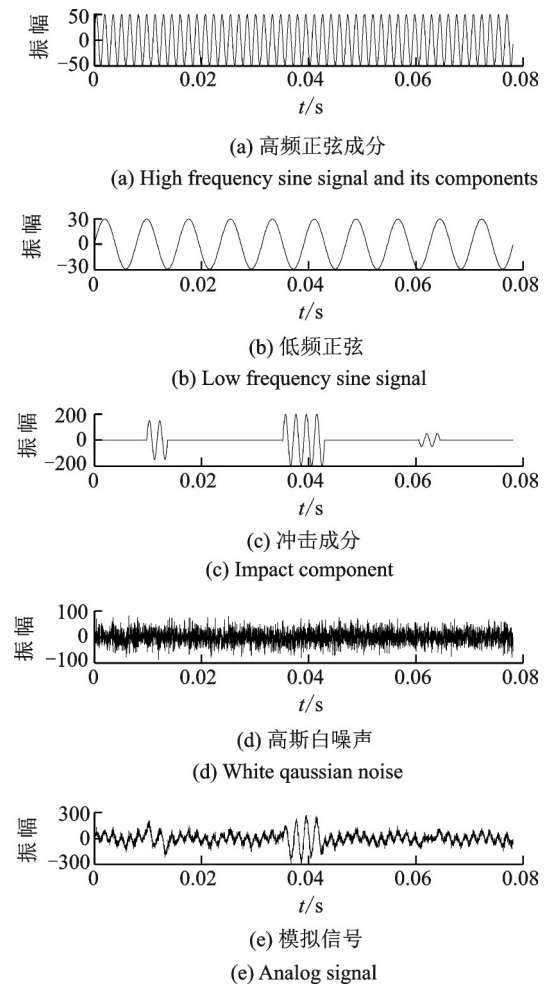 振幅
50
0
−50
0 0.02 0.04 0.06 0.08
t/s
(a) 高频正弦成分
(a) High frequency sine signal and its components
振幅
30
0
−30
0 0.02 0.04 0.06 0.08
t/s
(b) 低频正弦
(b) Low frequency sine signal
振幅
200
0
−200
0 0.02 0.04 0.06 0.08
t/s
(c) 冲击成分
(c) Impact component
振幅
100
0
−100
0 0.02 0.04 0.06 0.08
t/s
(d) 高斯白噪声
(d) White qaussian noise
振幅
300
0
−300
0 0.02 0.04 0.06 0.08
t/s
(e) 模拟信号
(e) Analog signal